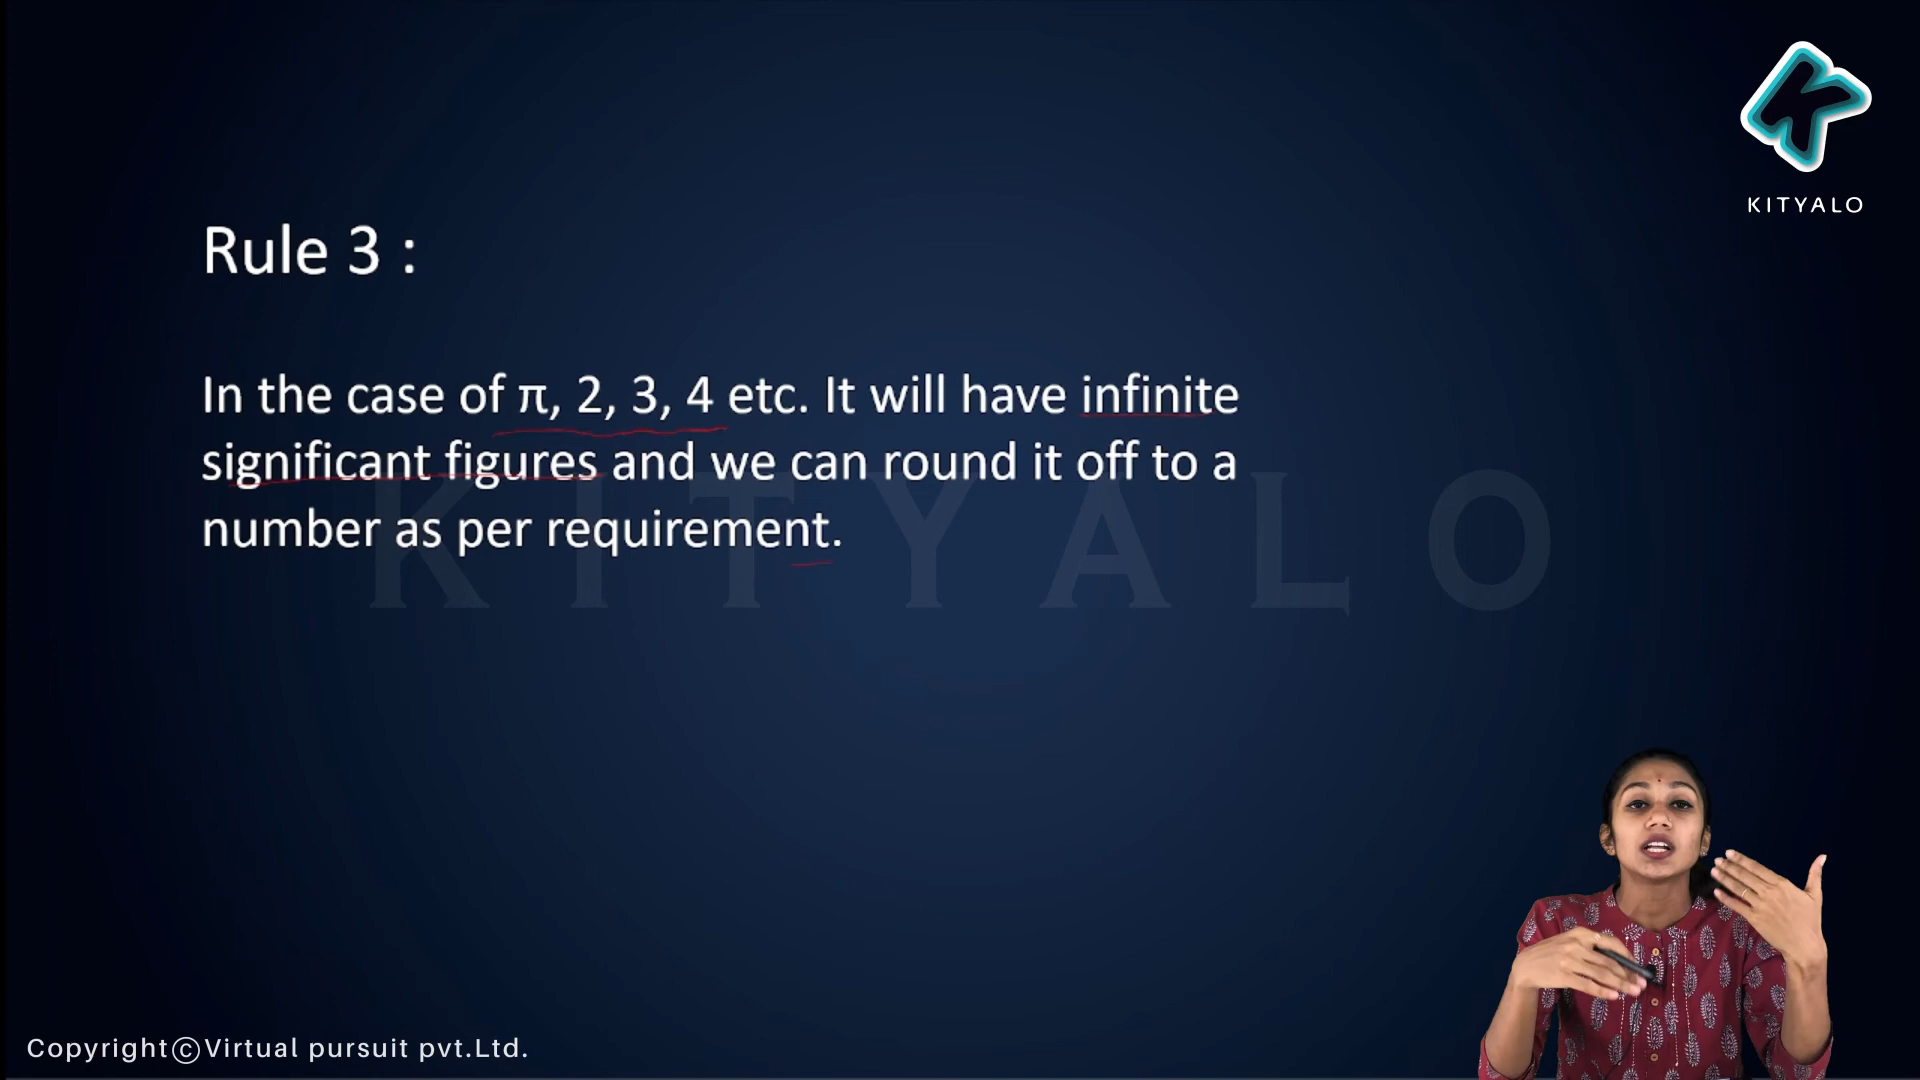 KITYALO
Rule 3 :
In the case of π, 2, 3, 4 etc. It will have infinite
significant figures and we can round it off to a
number as per requirement.
KITYALO
Copyright©Virtual pursuit pvt.Ltd.